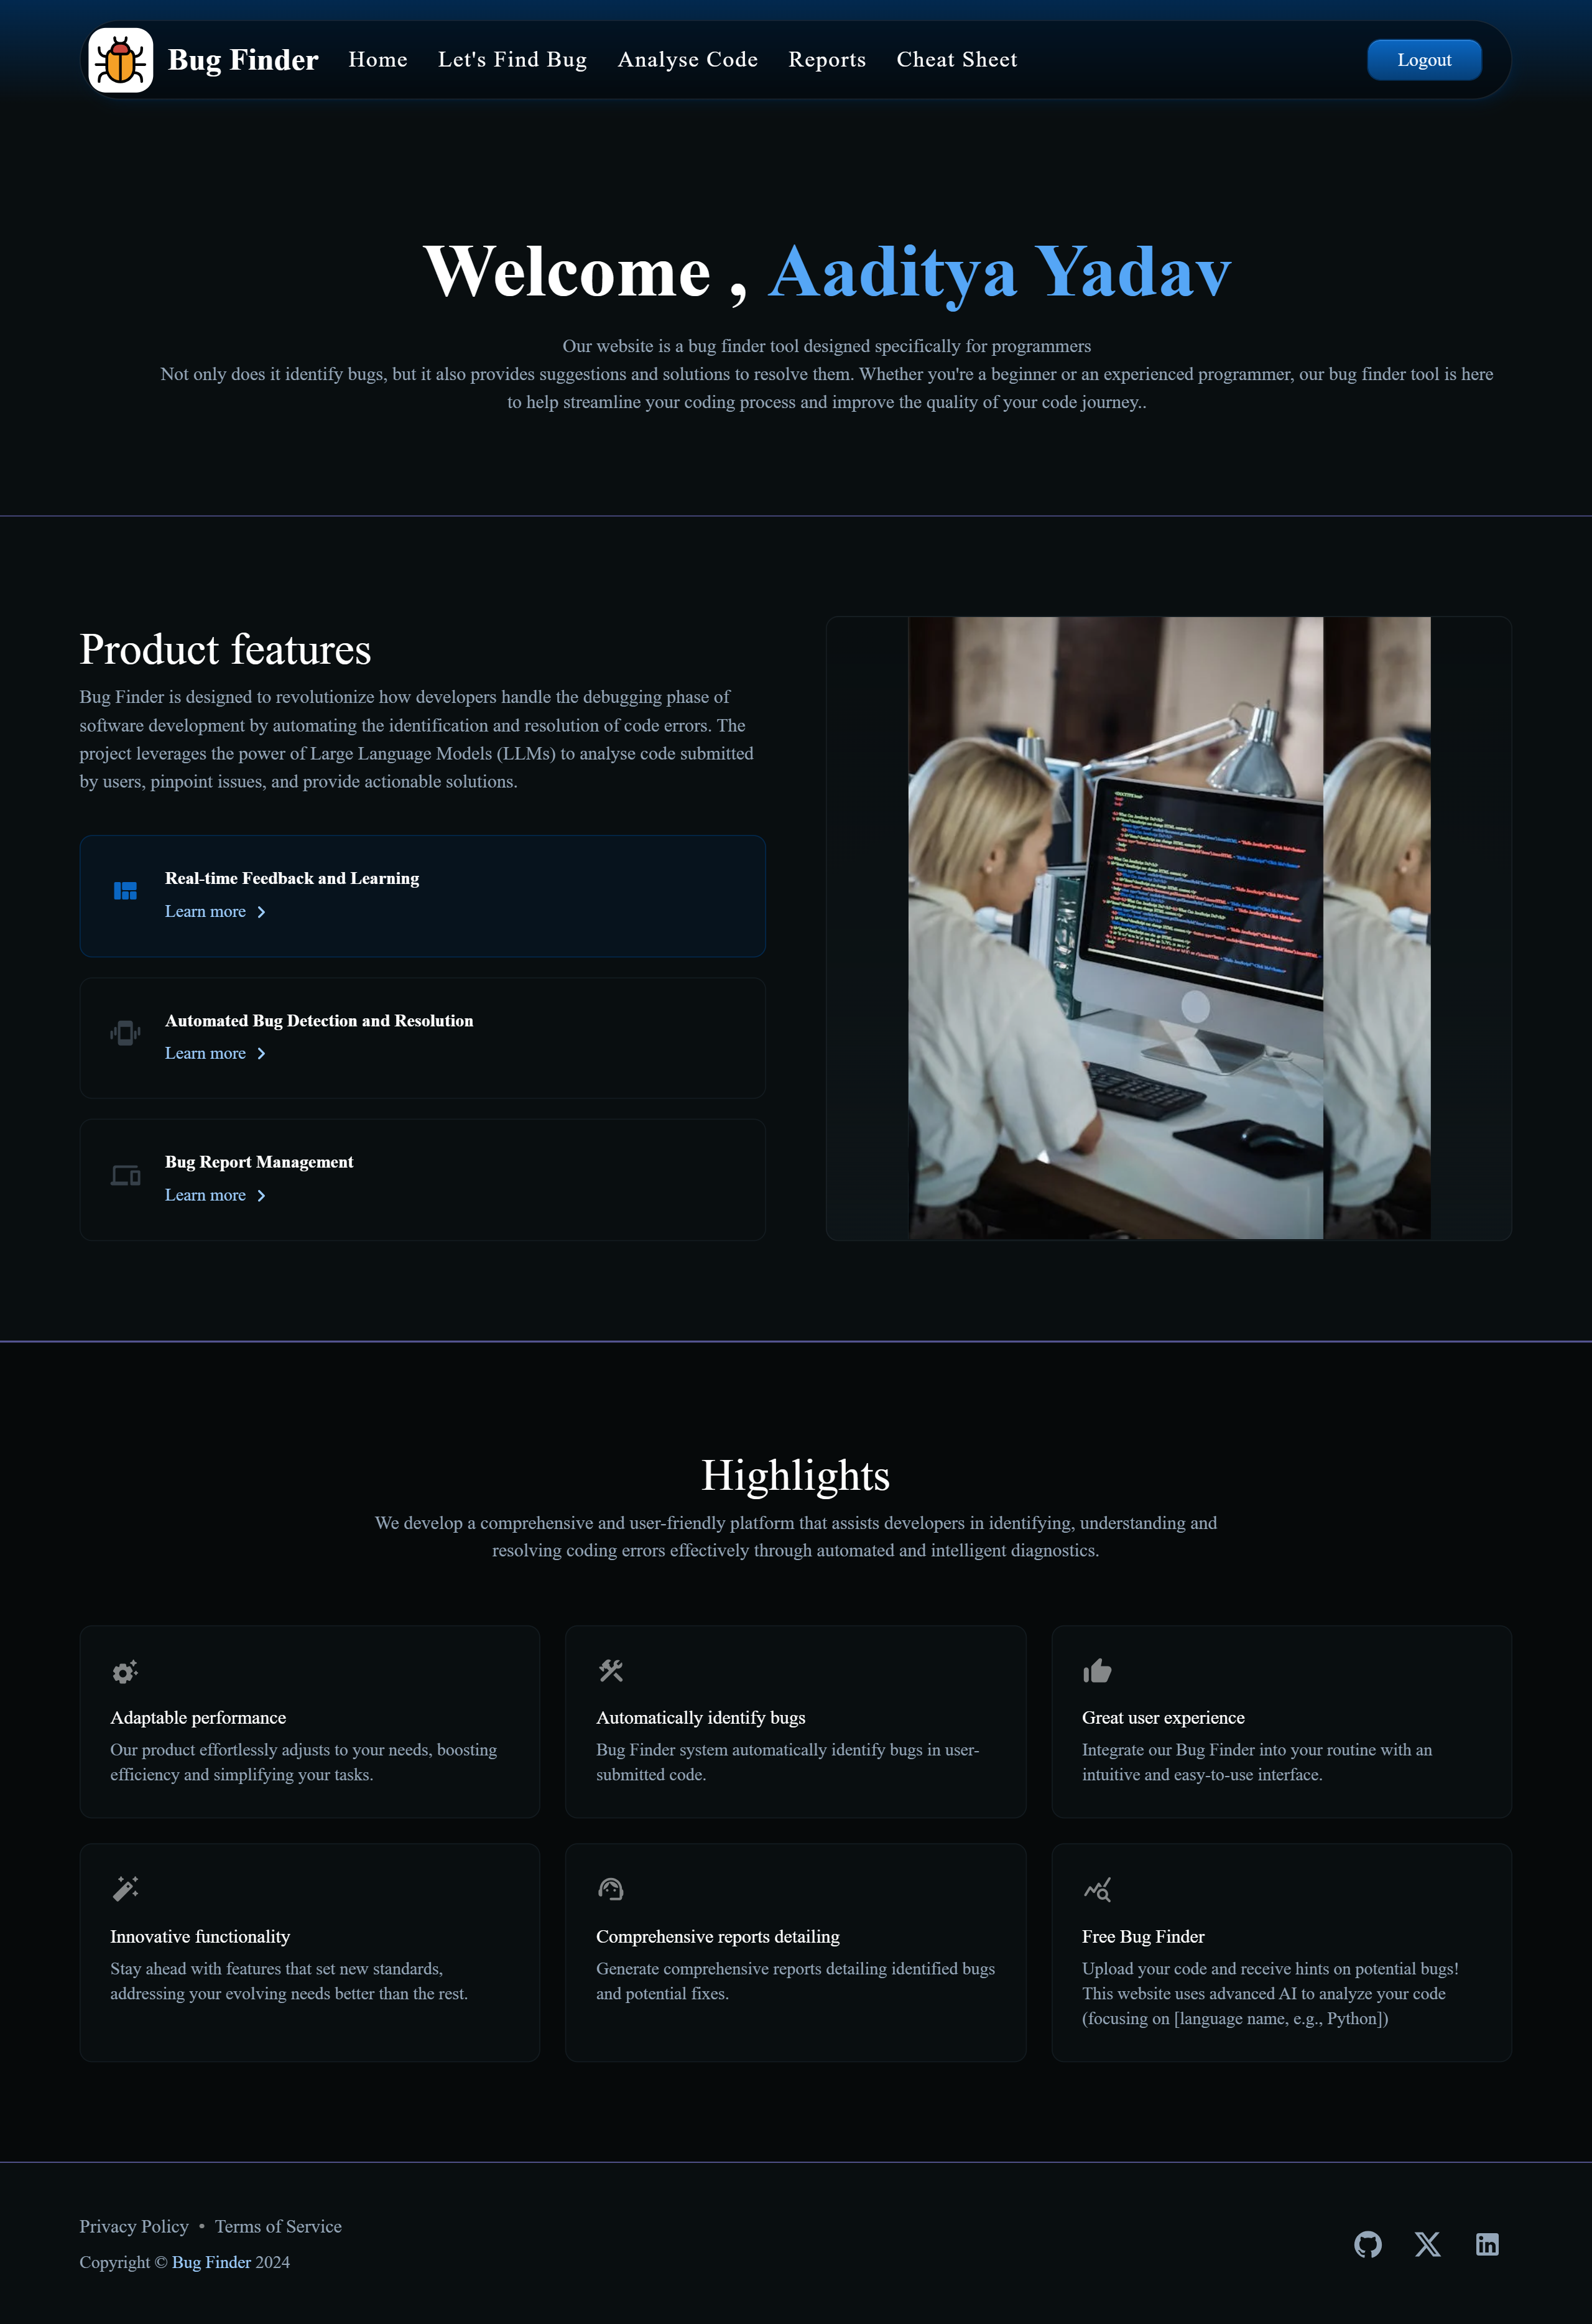 Bug Finder
Home
Let's Find Bug
Analyse Code
Reports
Cheat Sheet
Logout
Welcome , Aaditya Yadav
Our website is a bug finder tool designed specifically for programmers
Not only does it identify bugs, but it also provides suggestions and solutions to resolve them. Whether you're a beginner or an experienced programmer, our bug finder tool is here
to help streamline your coding process and improve the quality of your code journey..
Product features
Bug Finder is designed to revolutionize how developers handle the debugging phase of
software development by automating the identification and resolution of code errors. The
project leverages the power of Large Language Models (LLMs) to analyse code submitted
by users, pinpoint issues, and provide actionable solutions.
Real-time Feedback and Learning
Learn more
Automated Bug Detection and Resolution
Learn more
Bug Report Management
Learn more
Highlights
We develop a comprehensive and user-friendly platform that assists developers in identifying, understanding and
resolving coding errors effectively through automated and intelligent diagnostics.
Adaptable performance
Our product effortlessly adjusts to your needs, boosting
efficiency and simplifying your tasks.
Automatically identify bugs
Bug Finder system automatically identify bugs in user-
submitted code.
Great user experience
Integrate our Bug Finder into your routine with an
intuitive and easy-to-use interface.
Innovative functionality
Stay ahead with features that set new standards,
addressing your evolving needs better than the rest.
Comprehensive reports detailing
Generate comprehensive reports detailing identified bugs
and potential fixes.
Free Bug Finder
Upload your code and receive hints on potential bugs!
This website uses advanced AI to analyze your code
(focusing on [language name, e.g., Python])
Privacy Policy • Terms of Service
Copyright © Bug Finder 2024